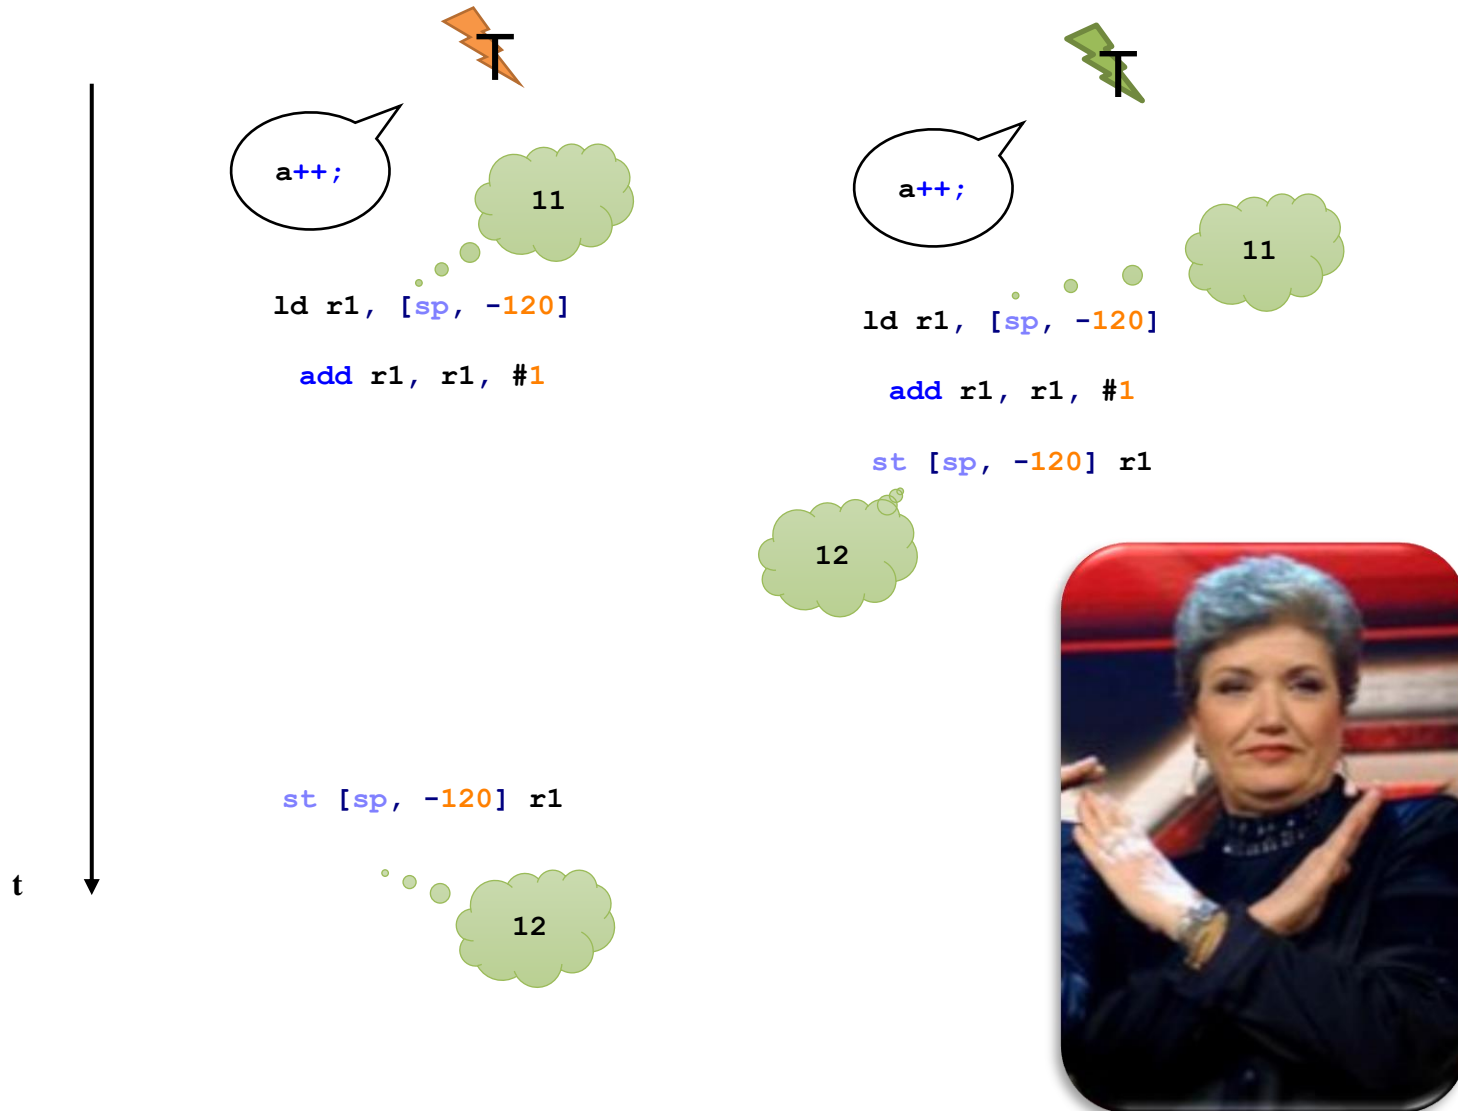 T
T
a++;
11
a++;
11
ld r1, [sp, -120]
ld r1, [sp, -120]
add r1, r1, #1
add r1, r1, #1
st [sp, -120] r1
12
st [sp, -120] r1
t
12